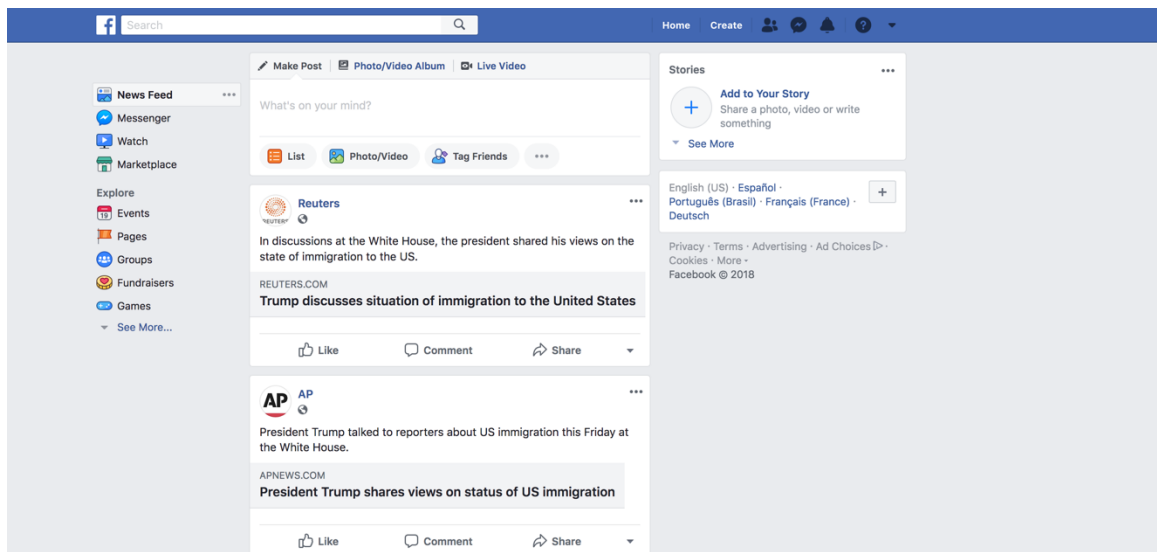 Search
Home Create
News Feed
Messenger
Watch
Marketplace
Explore
19 Events
Pages
Groups
Fundraisers
Games
See More...
Make Post Photo/Video Album Live Video
What's on your mind?
List Photo/Video Tag Friends
REUTERS
Reuters
In discussions at the White House, the president shared his views on the
state of immigration to the US.
REUTERS.COM
Trump discusses situation of immigration to the United States
Like Comment Share
AP
AP
President Trump talked to reporters about US immigration this Friday at
the White House.
APNEWS.COM
President Trump shares views on status of US immigration
Like Comment Share
Stories
Add to Your Story
Share a photo, video or write
something
See More
English (US) · Español ·
Português (Brasil) · Français (France) ·
Deutsch
Privacy · Terms · Advertising · Ad Choices ·
Cookies · More
Facebook © 2018